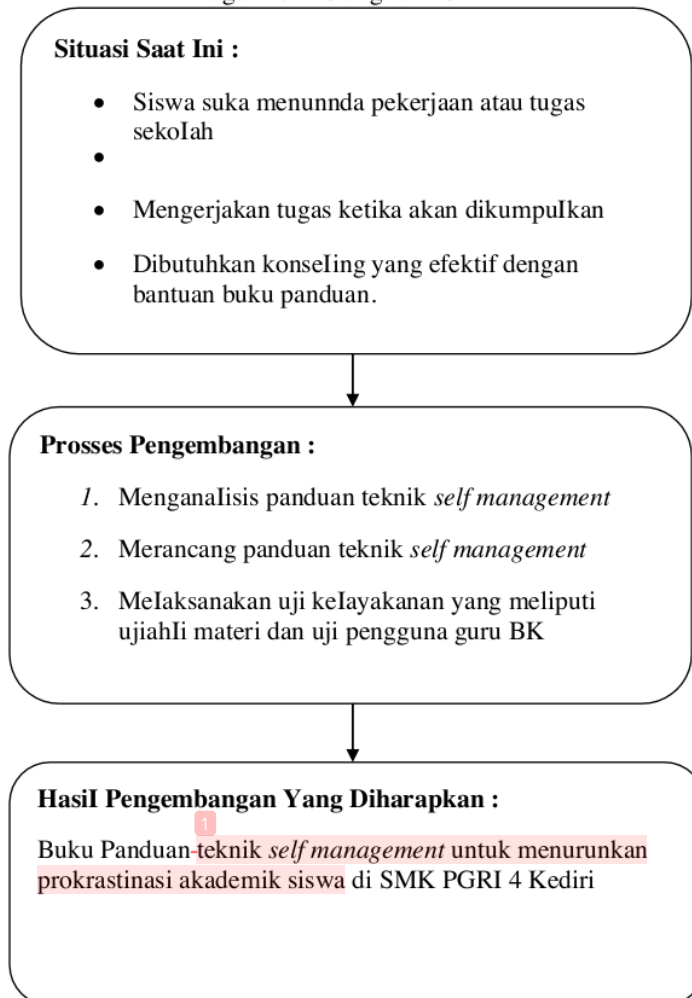 Situasi Saat Ini :
• Siswa suka menunnda pekerjaan atau tugas
sekoIah
•
• Mengerjakan tugas ketika akan dikumpuIkan
• Dibutuhkan konseIing yang efektif dengan
bantuan buku panduan.
Prosses Pengembangan :
1. MenganaIisis panduan teknik self management
2. Merancang panduan teknik self management
3. MeIaksanakan uji keIayakanan yang meliputi
ujiahIi materi dan uji pengguna guru BK
HasiI Pengembangan Yang Diharapkan :
1
Buku Panduan teknik self management untuk menurunkan
prokrastinasi akademik siswa di SMK PGRI 4 Kediri